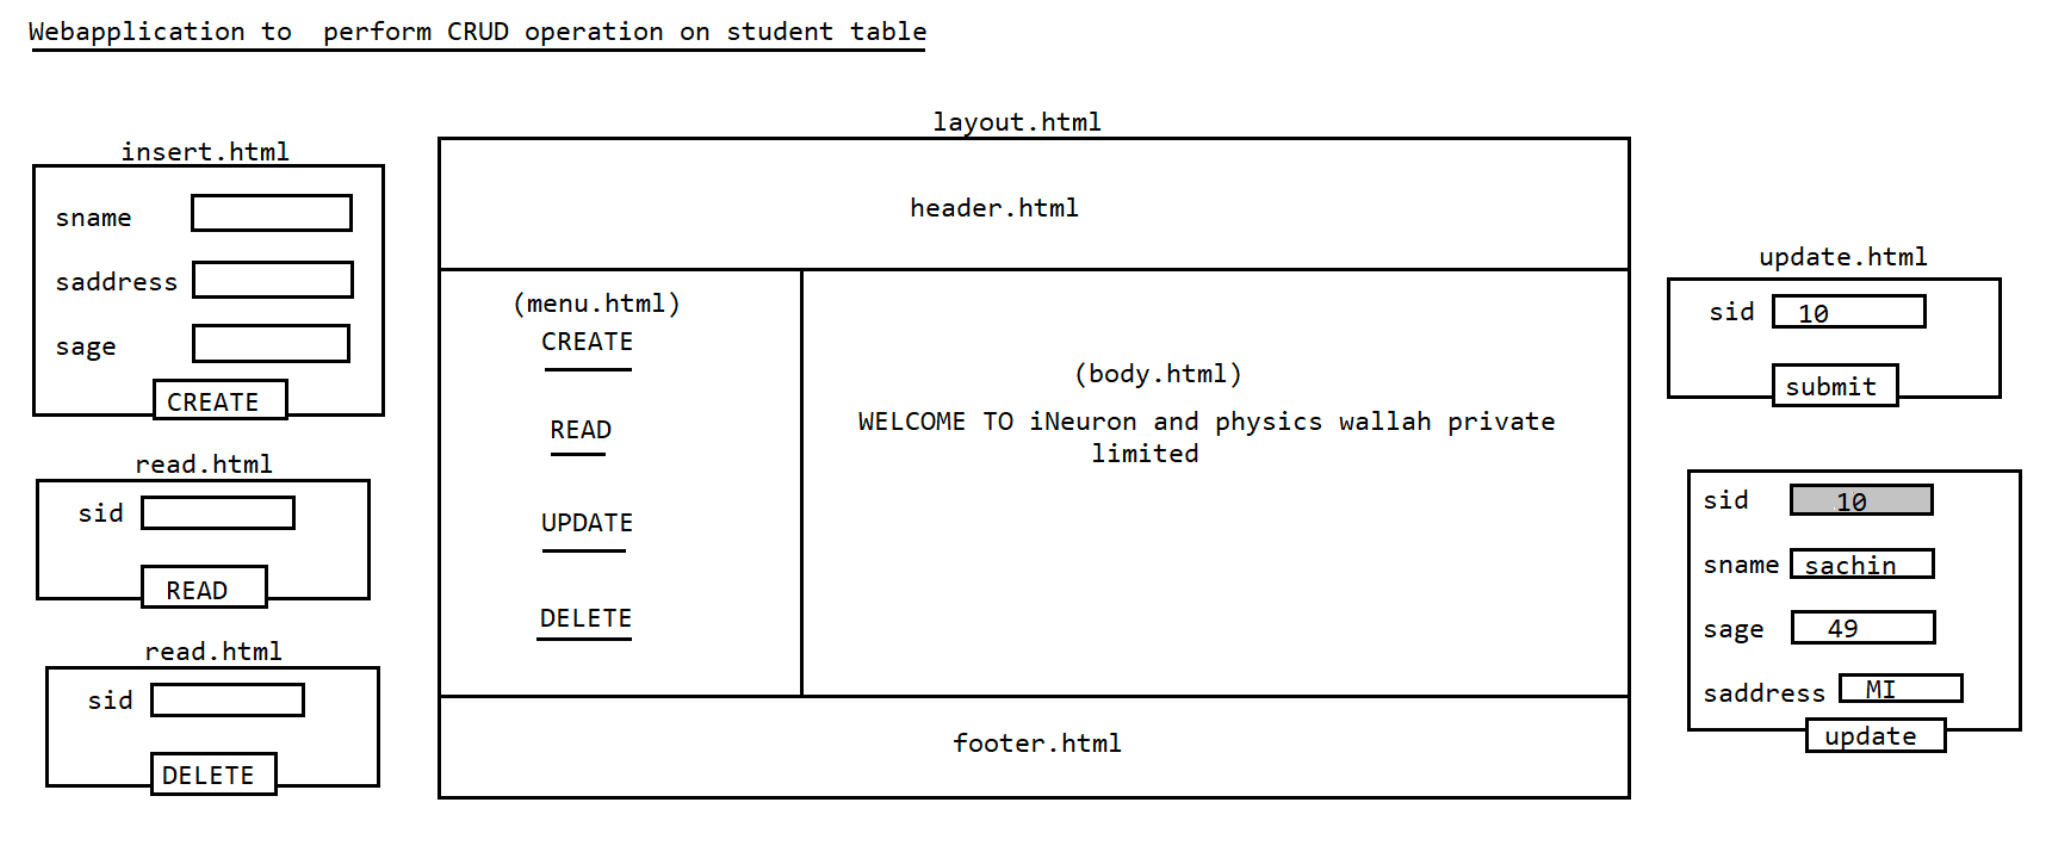 Webapplication to  perform CRUD operation on student table
insert.html
sname
saddress
sage
CREATE
read.html
sid
READ
read.html
sid
DELETE
layout.html
header.html
(menu.html)
CREATE
READ
UPDATE
DELETE
(body.html)
WELCOME TO iNeuron and physics wallah private
limited
footer.html
update.html
sid 10
submit
sid 10
sname sachin
sage 49
saddress MI
update